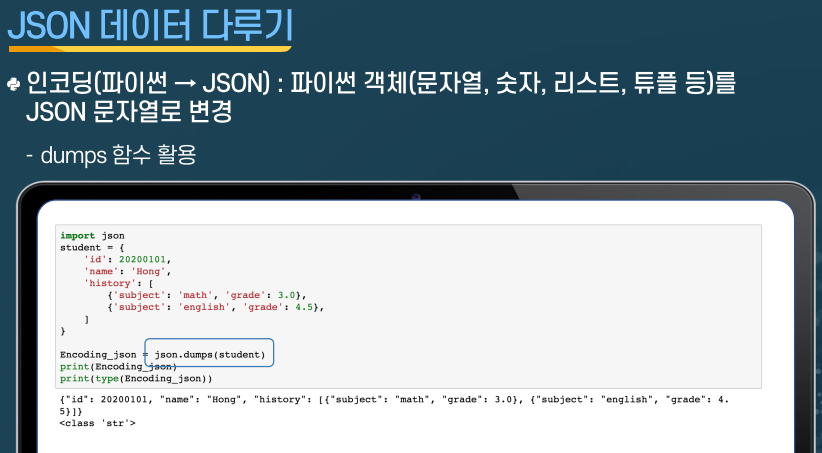 JSON 데이터 다루기
인코딩(파이썬 → JSON) : 파이썬 객체(문자열, 숫자, 리스트, 튜플 등)를
JSON 문자열로 변경
- dumps 함수 활용
import json
student = {
    'id': 20200101,
    'name': 'Hong',
    'history': [
        {'subject': 'math', 'grade': 3.0},
        {'subject': 'english', 'grade': 4.5},
    ]
}
Encoding_json = json.dumps(student)
print(Encoding_json)
print(type(Encoding_json))
{"id": 20200101, "name": "Hong", "history": [{"subject": "math", "grade": 3.0}, {"subject": "english", "grade": 4.
5}]}
<class 'str'>